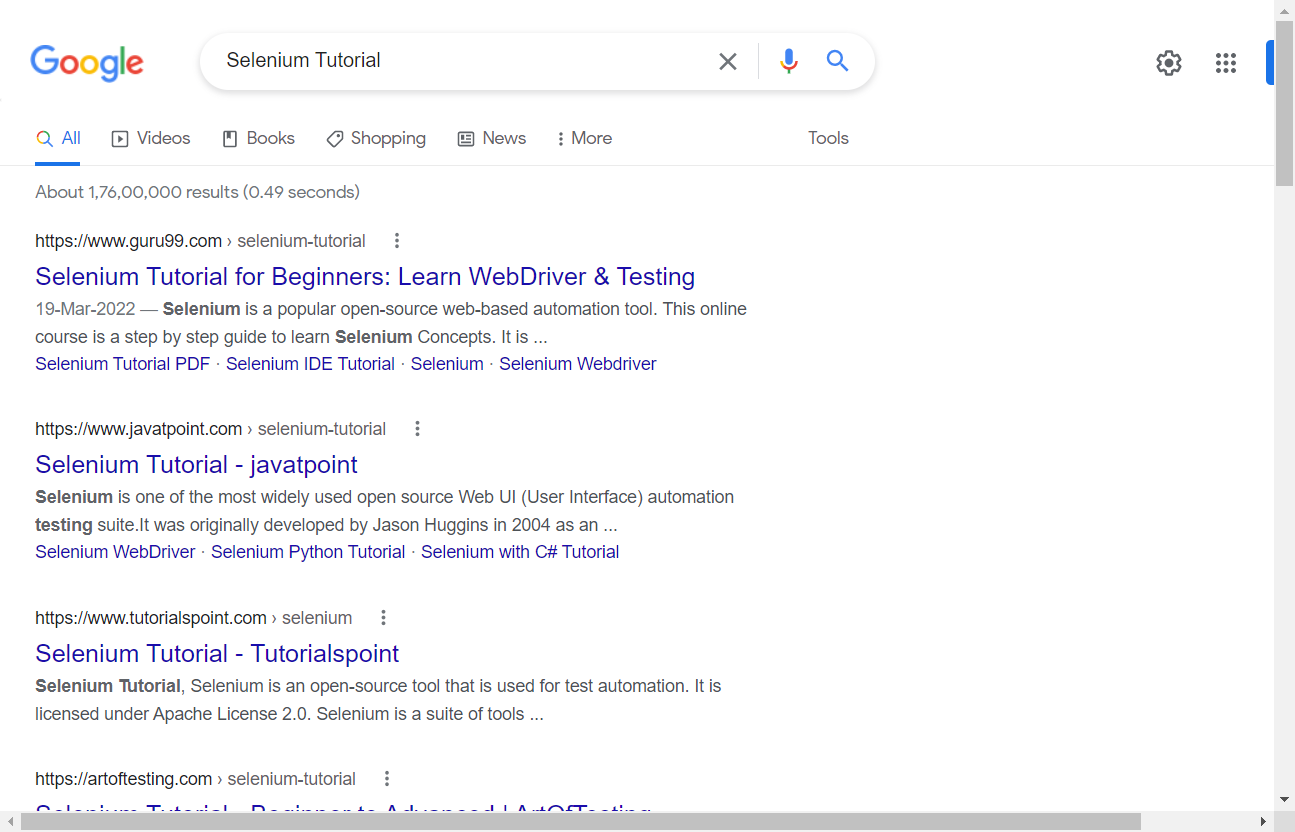 Google
Selenium Tutorial
All Videos Books Shopping News More Tools
About 1,76,00,000 results (0.49 seconds)
https://www.guru99.com › selenium-tutorial
Selenium Tutorial for Beginners: Learn WebDriver & Testing
19-Mar-2022 — Selenium is a popular open-source web-based automation tool. This online
course is a step by step guide to learn Selenium Concepts. It is ...
Selenium Tutorial PDF · Selenium IDE Tutorial · Selenium · Selenium Webdriver
https://www.javatpoint.com › selenium-tutorial
Selenium Tutorial - javatpoint
Selenium is one of the most widely used open source Web UI (User Interface) automation
testing suite.It was originally developed by Jason Huggins in 2004 as an ...
Selenium WebDriver · Selenium Python Tutorial · Selenium with C# Tutorial
https://www.tutorialspoint.com › selenium
Selenium Tutorial - Tutorialspoint
Selenium Tutorial, Selenium is an open-source tool that is used for test automation. It is
licensed under Apache License 2.0. Selenium is a suite of tools ...
https://artoftesting.com › selenium-tutorial
Selenium Tutorial - Beginner to Advanced | ArtOfTesting